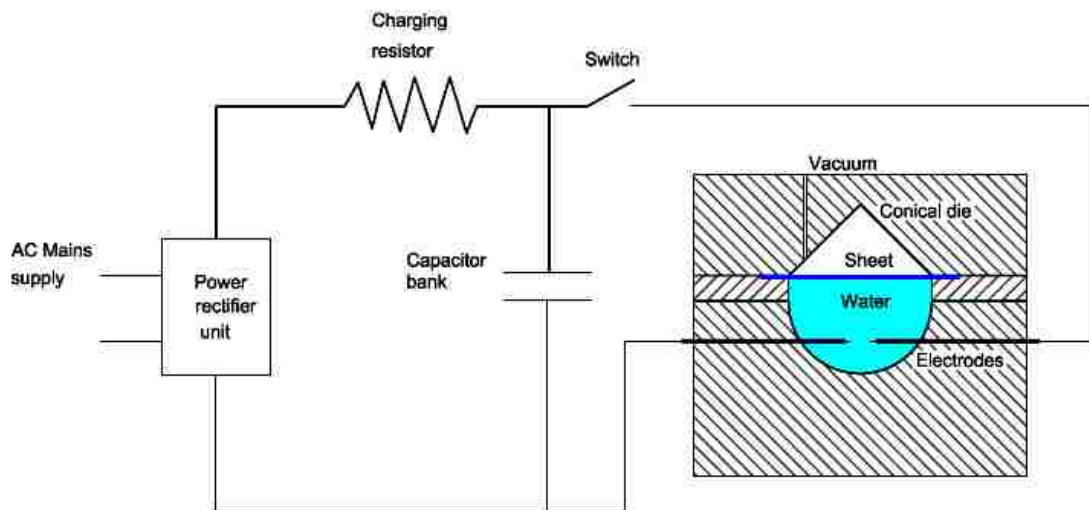 Charging
resistor
Switch
Vacuum
Conical die
AC Mains
supply
Power
rectifier
unit
Capacitor
bank
Sheet
Water
Electrodes